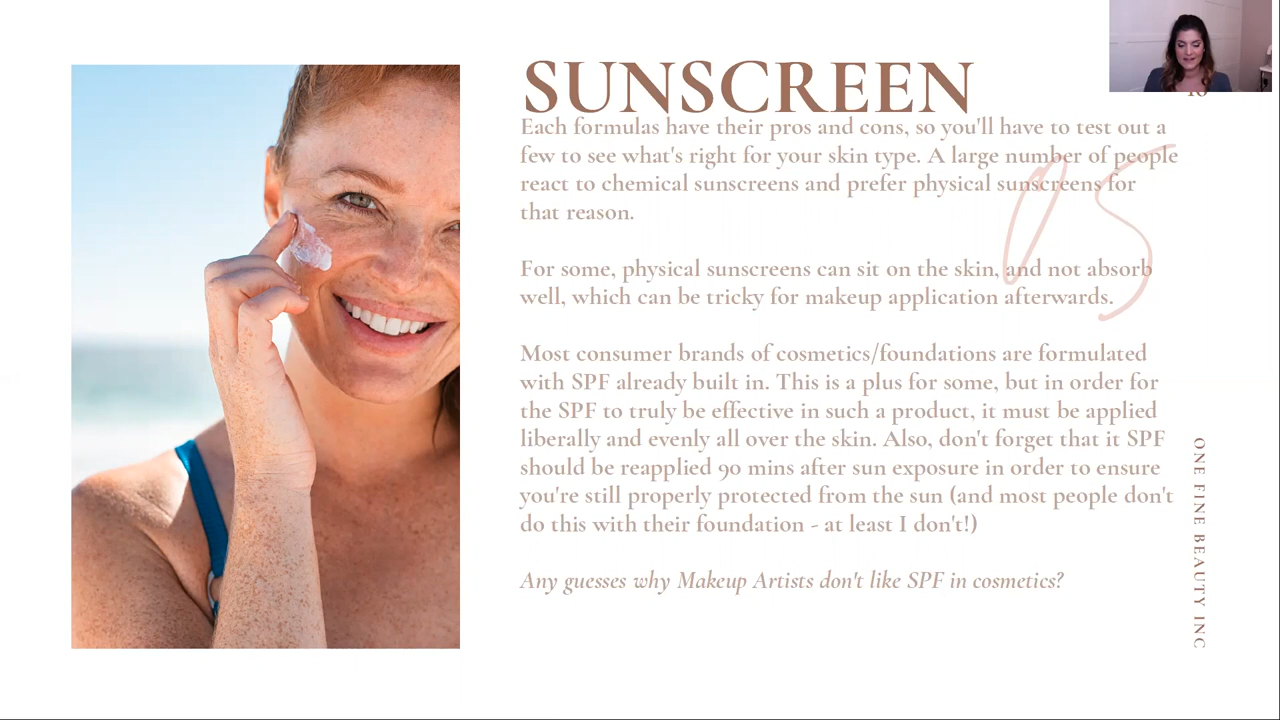 SUNSCREEN
Each formulas have their pros and cons, so you'll have to test out a
few to see what's right for your skin type. A large number of people
react to chemical sunscreens and prefer physical sunscreens for
that reason.
For some, physical sunscreens can sit on the skin, and not absorb
well, which can be tricky for makeup application afterwards.
Most consumer brands of cosmetics/foundations are formulated
with SPF already built in. This is a plus for some, but in order for
the SPF to truly be effective in such a product, it must be applied
liberally and evenly all over the skin. Also, don't forget that it SPF
should be reapplied 90 mins after sun exposure in order to ensure
you're still properly protected from the sun (and most people don't
do this with their foundation - at least I don't!)
Any guesses why Makeup Artists don't like SPF in cosmetics?
05
ONE FINE BEAUTY INC